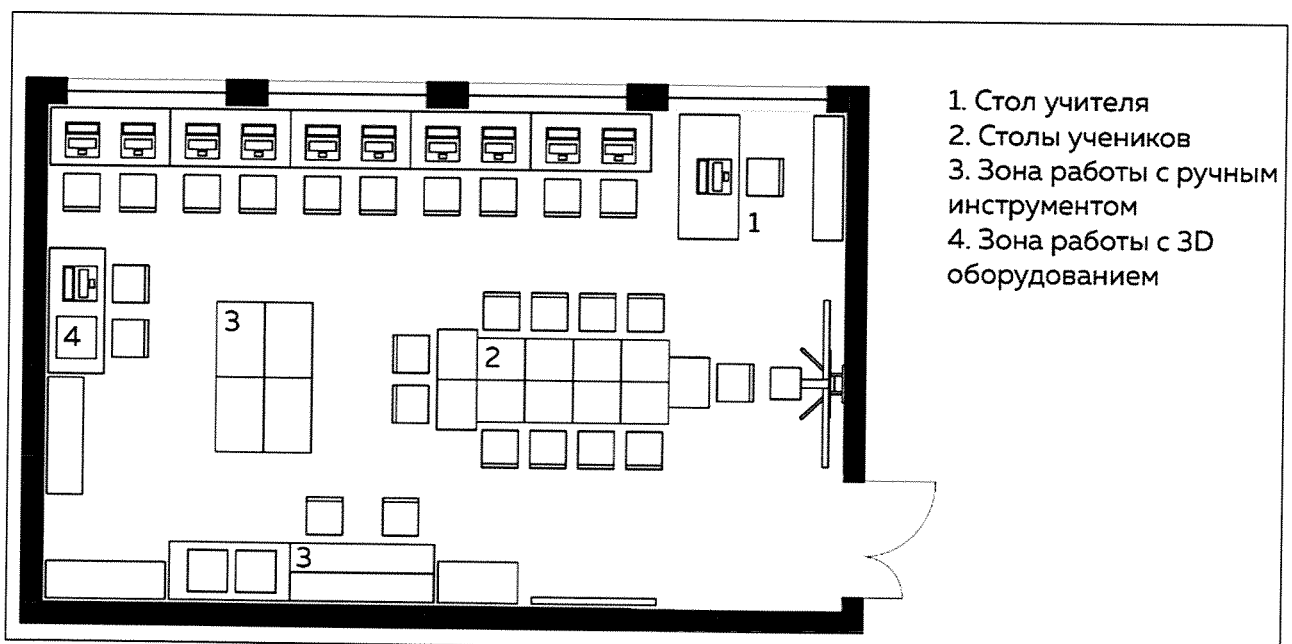 1. Стол учителя
2. Столы учеников
3. Зона работы с ручным
инструментом
4. Зона работы с 3D
оборудованием
1
3
4
2
3